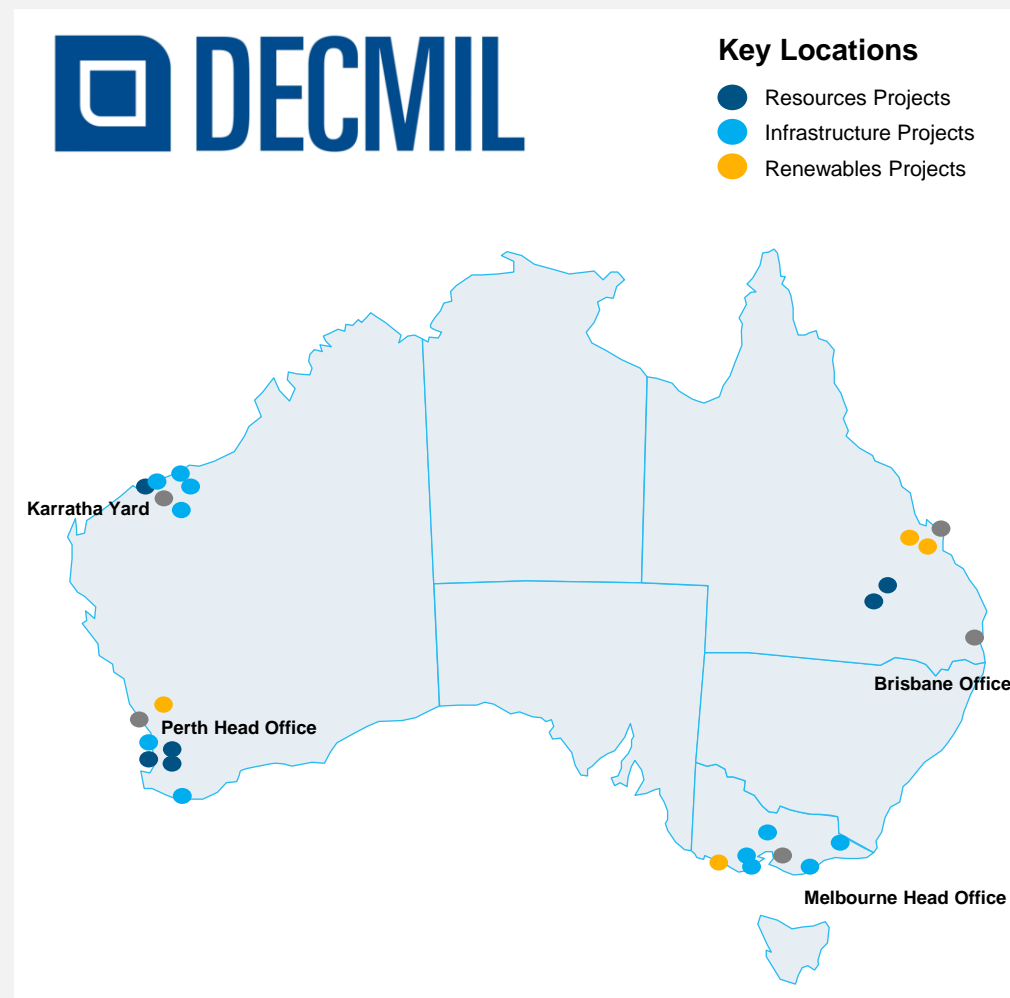 DECMIL
Key Locations
Resources Projects
Infrastructure Projects
Renewables Projects
Karratha Yard
Brisbane Office
Perth Head Office
Melbourne Head Office